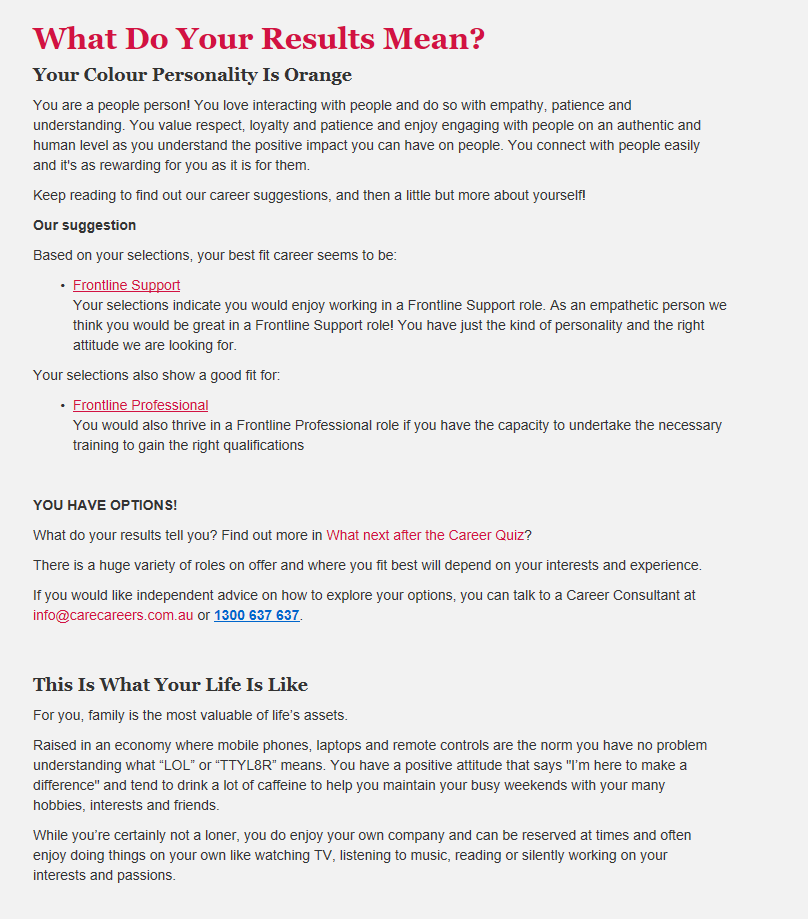 What Do Your Results Mean?
Your Colour Personality Is Orange
You are a people person! You love interacting with people and do so with empathy, patience and
understanding. You value respect, loyalty and patience and enjoy engaging with people on an authentic and
human level as you understand the positive impact you can have on people. You connect with people easily
and it's as rewarding for you as it is for them.
Keep reading to find out our career suggestions, and then a little but more about yourself!
Our suggestion
Based on your selections, your best fit career seems to be:
• Frontline Support
Your selections indicate you would enjoy working in a Frontline Support role. As an empathetic person we
think you would be great in a Frontline Support role! You have just the kind of personality and the right
attitude we are looking for.
Your selections also show a good fit for:
• Frontline Professional
You would also thrive in a Frontline Professional role if you have the capacity to undertake the necessary
training to gain the right qualifications
YOU HAVE OPTIONS!
What do your results tell you? Find out more in What next after the Career Quiz?
There is a huge variety of roles on offer and where you fit best will depend on your interests and experience.
If you would like independent advice on how to explore your options, you can talk to a Career Consultant at
info@carecareers.com.au or 1300 637 637.
This Is What Your Life Is Like
For you, family is the most valuable of life’s assets.
Raised in an economy where mobile phones, laptops and remote controls are the norm you have no problem
understanding what “LOL” or “TTYL8R” means. You have a positive attitude that says "I’m here to make a
difference" and tend to drink a lot of caffeine to help you maintain your busy weekends with your many
hobbies, interests and friends.
While you’re certainly not a loner, you do enjoy your own company and can be reserved at times and often
enjoy doing things on your own like watching TV, listening to music, reading or silently working on your
interests and passions.